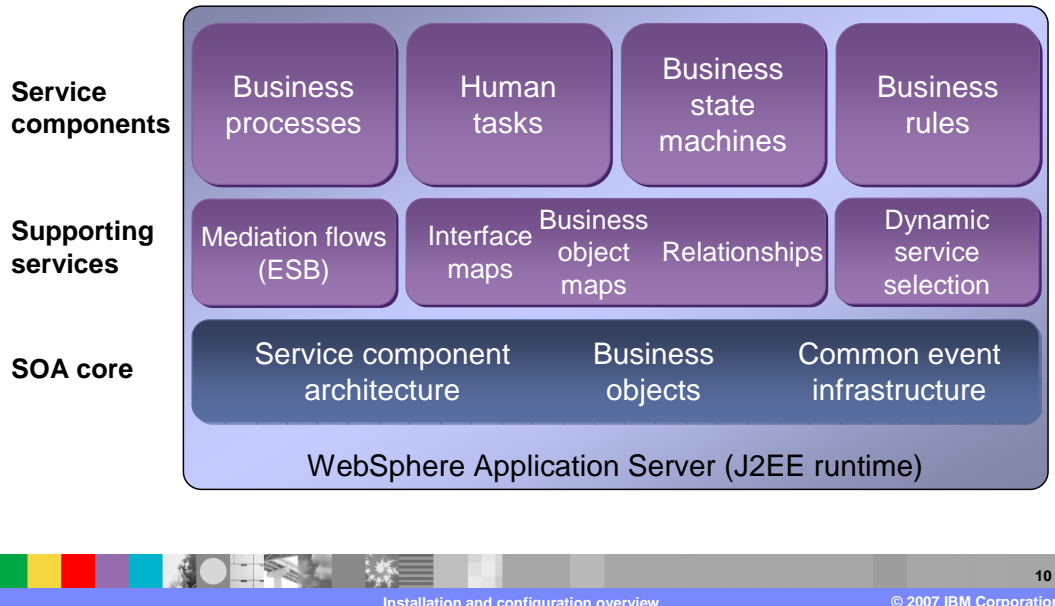 Service
components
Business
processes
Human
tasks
Business
state
machines
Business
rules
Supporting
services
Mediation flows
(ESB)
Interface
maps
Business
object
maps
Relationships
Dynamic
service
selection
SOA core
Service component
architecture
Business
objects
Common event
infrastructure
WebSphere Application Server (J2EE runtime)
10
Installation and configuration overview
© 2007 IBM Corporation